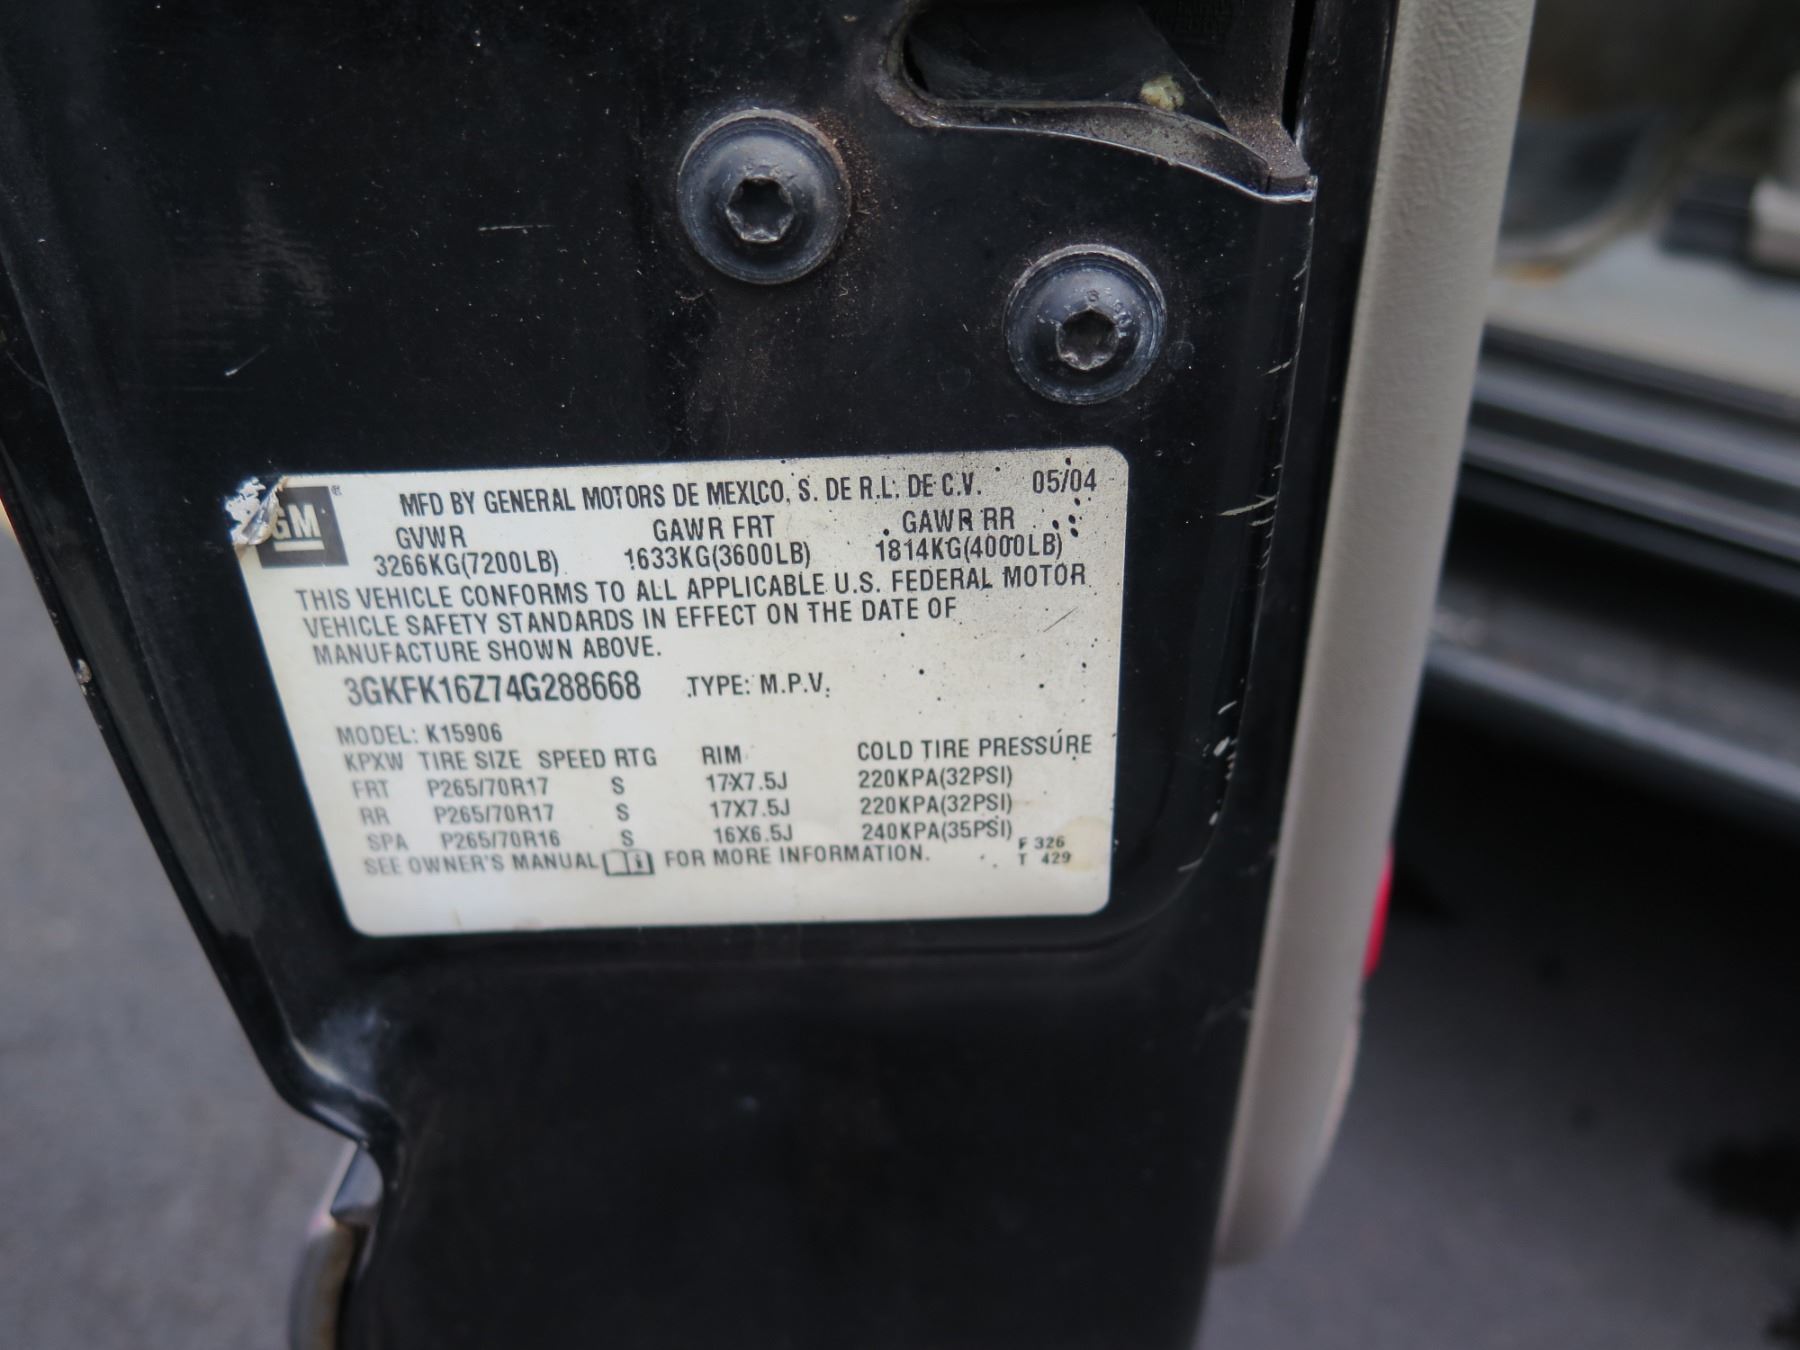 GM ® MFD BY GENERAL MOTORS DE MEXICO, S. DE R.L. DE C.V. 05/04
GVWR GAWR FRT GAWR RR
3266KG(7200LB) 1633KG(3600LB) 1814KG(4000LB)
THIS VEHICLE CONFORMS TO ALL APPLICABLE U.S. FEDERAL MOTOR
VEHICLE SAFETY STANDARDS IN EFFECT ON THE DATE OF
MANUFACTURE SHOWN ABOVE.
3GKFK16Z74G288668 TYPE: M.P.V.
MODEL: K15906
KPXW TIRE SIZE SPEED RTG RIM COLD TIRE PRESSURE
FRT P265/70R17 S 17X7.5J 220KPA(32PSI)
RR P265/70R17 S 17X7.5J 220KPA(32PSI)
SPA P265/70R16 S 16X6.5J 240KPA(35PSI)
SEE OWNER'S MANUAL FOR MORE INFORMATION.
F 326
T 429